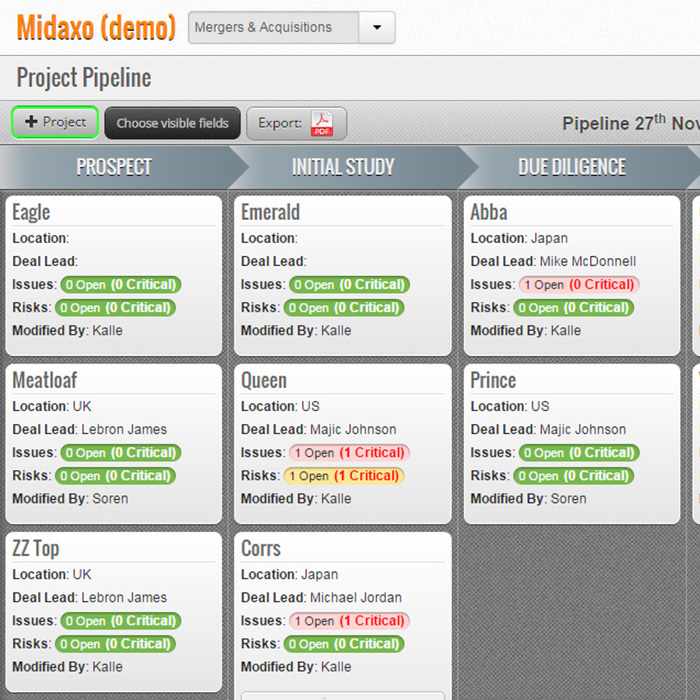 Midaxo (demo)
Mergers & Acquisitions
Project Pipeline
+ Project
Choose visible fields
Export:
PDF
Pipeline 27th Nov
PROSPECT
INITIAL STUDY
DUE DILIGENCE
Eagle
Location:
Deal Lead:
Issues: 0 Open (0 Critical)
Risks: 0 Open (0 Critical)
Modified By: Kalle
Emerald
Location:
Deal Lead:
Issues: 0 Open (0 Critical)
Risks: 0 Open (0 Critical)
Modified By: Kalle
Abba
Location: Japan
Deal Lead: Mike McDonnell
Issues: 1 Open (0 Critical)
Risks: 0 Open (0 Critical)
Modified By: Kalle
Meatloaf
Location: UK
Deal Lead: Lebron James
Issues: 0 Open (0 Critical)
Risks: 0 Open (0 Critical)
Modified By: Soren
Queen
Location: US
Deal Lead: Majic Johnson
Issues: 1 Open (1 Critical)
Risks: 1 Open (1 Critical)
Modified By: Kalle
Prince
Location: US
Deal Lead: Majic Johnson
Issues: 0 Open (0 Critical)
Risks: 0 Open (0 Critical)
Modified By: Soren
ZZ Top
Location: UK
Deal Lead: Lebron James
Issues: 0 Open (0 Critical)
Risks: 0 Open (0 Critical)
Modified By: Kalle
Corrs
Location: Japan
Deal Lead: Michael Jordan
Issues: 1 Open (1 Critical)
Risks: 0 Open (0 Critical)
Modified By: Kalle